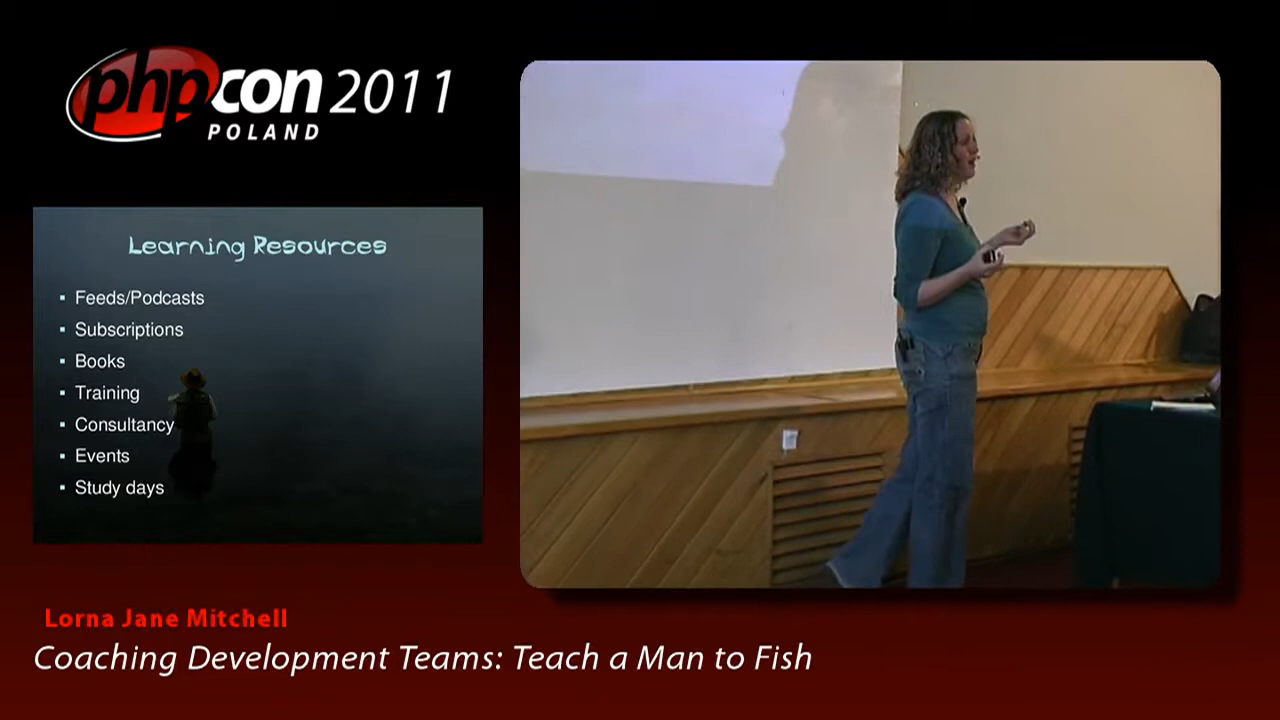 phpcon 2011
POLAND
Learning Resources
▪ Feeds/Podcasts
▪ Subscriptions
▪ Books
▪ Training
▪ Consultancy
▪ Events
▪ Study days
Lorna Jane Mitchell
Coaching Development Teams: Teach a Man to Fish